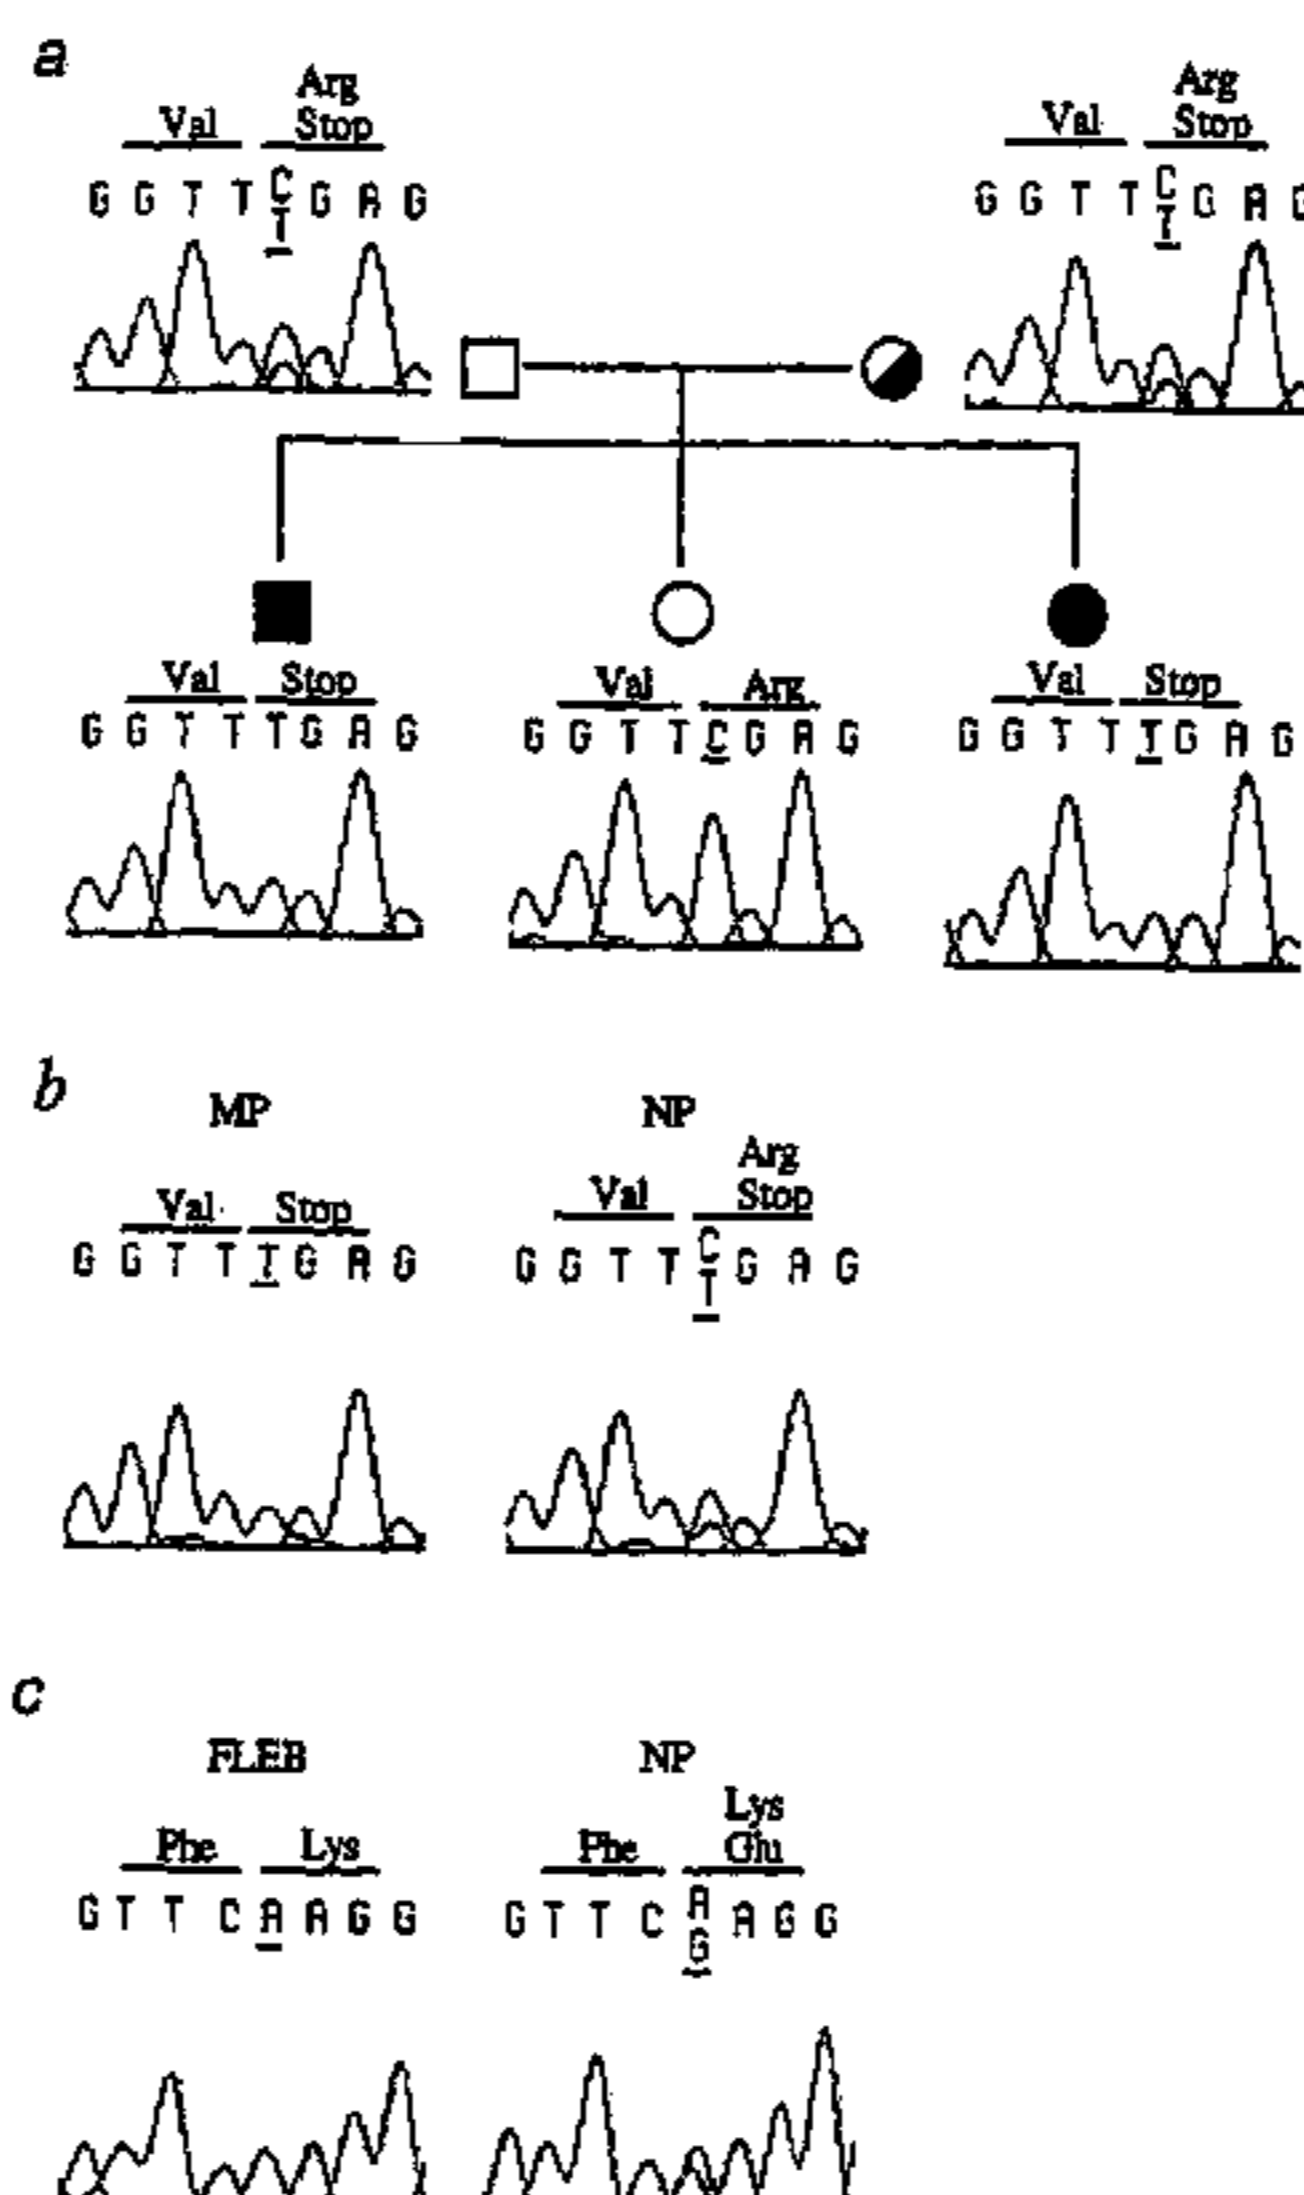 a
Arg Arg
Val Stop Val Stop
G G T T C G A G G G T T C G A G
T T
Val Stop Val Arg Val Stop
G G T T T G A G G G T T C G A G G G T T T G A G
b
MP NP
Arg
Val Stop Val Stop
G G T T T G A G G G T T C G A G
T
c
FLEB NP
Lys
Phe Lys Phe Glu
G T T C A A G G G T T C A A G G
G